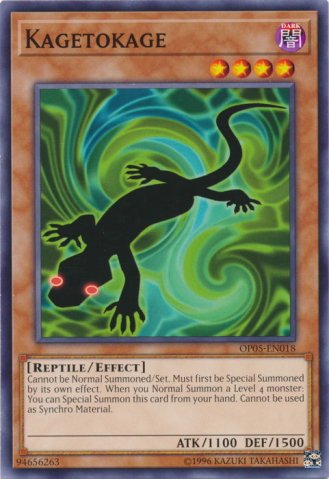 KAGETOKAGE
DARK
闇
OP05-EN018
[REPTILE/EFFECT]
Cannot be Normal Summoned/Set. Must first be Special Summoned
by its own effect. When you Normal Summon a Level 4 monster:
You can Special Summon this card from your hand. Cannot be used
as Synchro Material.
ATK/1100 DEF/1500
94656263
©1996 KAZUKI TAKAHASHI